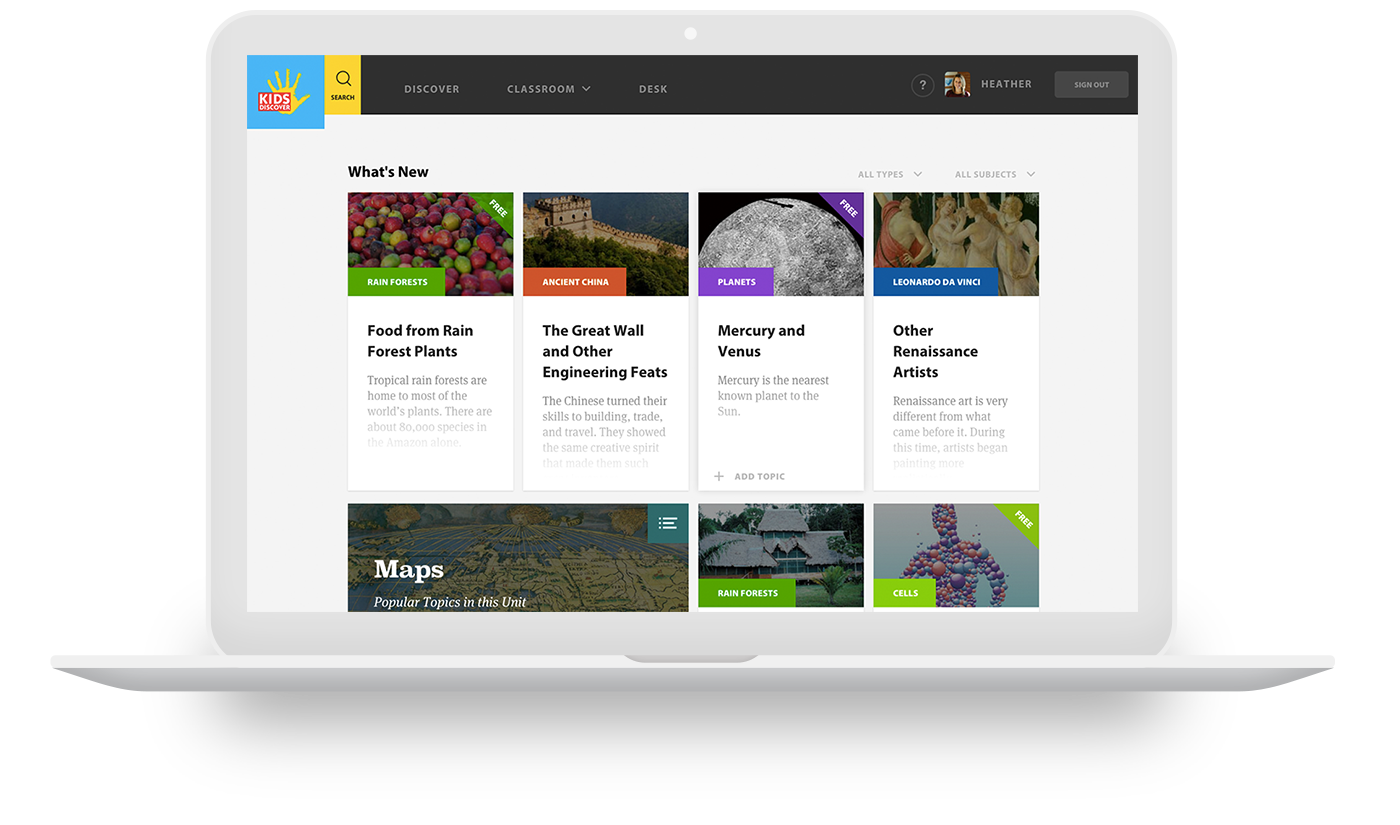 KIDS
DISCOVER
SEARCH
DISCOVER
CLASSROOM
DESK
?
HEATHER
SIGN OUT
What's New
ALL TYPES
ALL SUBJECTS
FREE
RAIN FORESTS
Food from Rain
Forest Plants
Tropical rain forests are
home to most of the
world's plants. There are
about 80,000 species in
the Amazon alone.
ANCIENT CHINA
The Great Wall
and Other
Engineering Feats
The Chinese turned their
skills to building, trade,
and travel. They showed
the same creative spirit
that made them such
FREE
PLANETS
Mercury and
Venus
Mercury is the nearest
known planet to the
Sun.
+ ADD TOPIC
LEONARDO DA VINCI
Other
Renaissance
Artists
Renaissance art is very
different from what
came before it. During
this time, artists began
painting more
Maps
Popular Topics in this Unit
RAIN FORESTS
FREE
CELLS